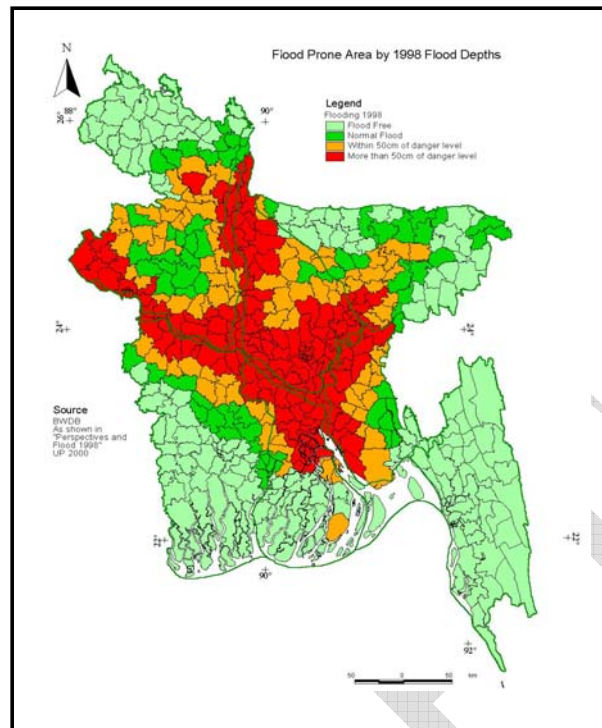 Flood Prone Area by 1998 Flood Depths
N
Legend
Flooding 1998
Flood Free
Normal Flood
Within 50cm of danger level
More than 50cm of danger level
26° 88°
90°
24°
24°
Source
BWDB
As shown in
"Perspectives and
Flood 1998"
UP 2000
22°
22°
90°
92°
50 0 50 km